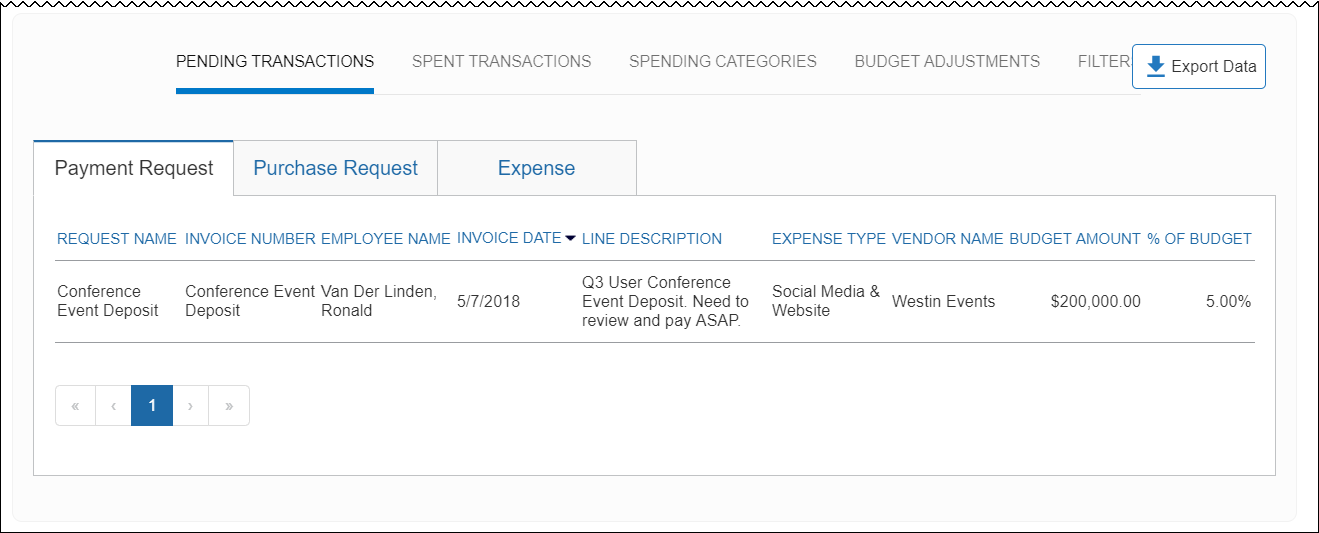 PENDING TRANSACTIONS SPENT TRANSACTIONS SPENDING CATEGORIES BUDGET ADJUSTMENTS FILTER Export Data
Payment Request Purchase Request Expense
REQUEST NAME INVOICE NUMBER EMPLOYEE NAME INVOICE DATE LINE DESCRIPTION EXPENSE TYPE VENDOR NAME BUDGET AMOUNT % OF BUDGET
Conference
Event Deposit
Conference Event
Deposit
Van Der Linden,
Ronald
5/7/2018
Q3 User Conference
Event Deposit. Need to
review and pay ASAP.
Social Media &
Website
Westin Events
$200,000.00
5.00%
« ‹ 1 › »